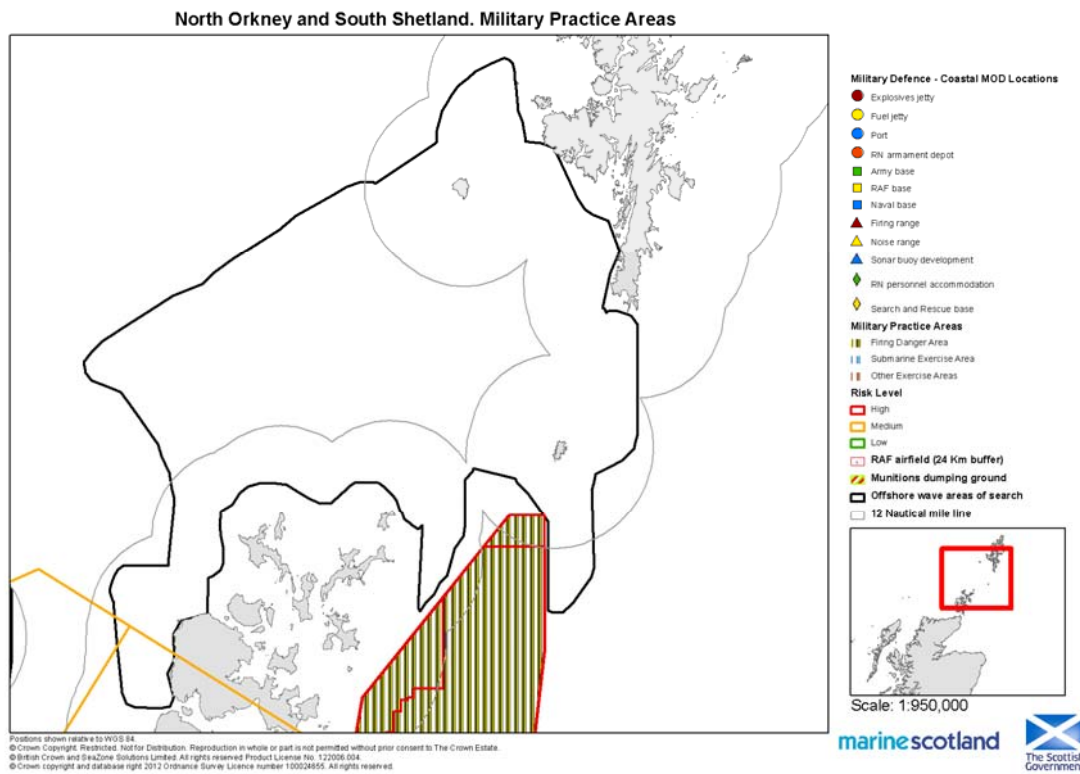 North Orkney and South Shetland. Military Practice Areas
Military Defence - Coastal MOD Locations
Explosives jetty
Fuel jetty
Port
RN armament depot
Army base
RAF base
Naval base
Firing range
Noise range
Sonar buoy development
RN personnel accommodation
Search and Rescue base
Military Practice Areas
Firing Danger Area
Submarine Exercise Area
Other Exercise Areas
Risk Level
High
Medium
Low
RAF airfield (24 Km buffer)
Munitions dumping ground
Offshore wave areas of search
12 Nautical mile line
Scale: 1:950,000
Positions shown relative to WGS 84.
© Crown Copyright. Restricted. Not for Distribution. Reproduction in whole or part is not permitted without prior consent to The Crown Estate.
© British Crown and SeaZone Solutions Limited. All rights reserved. Product License No. 122006.004.
© Crown copyright and database right 2012 Ordnance Survey Licence number 100024655. All rights reserved.
marinescotland
The Scottish
Government